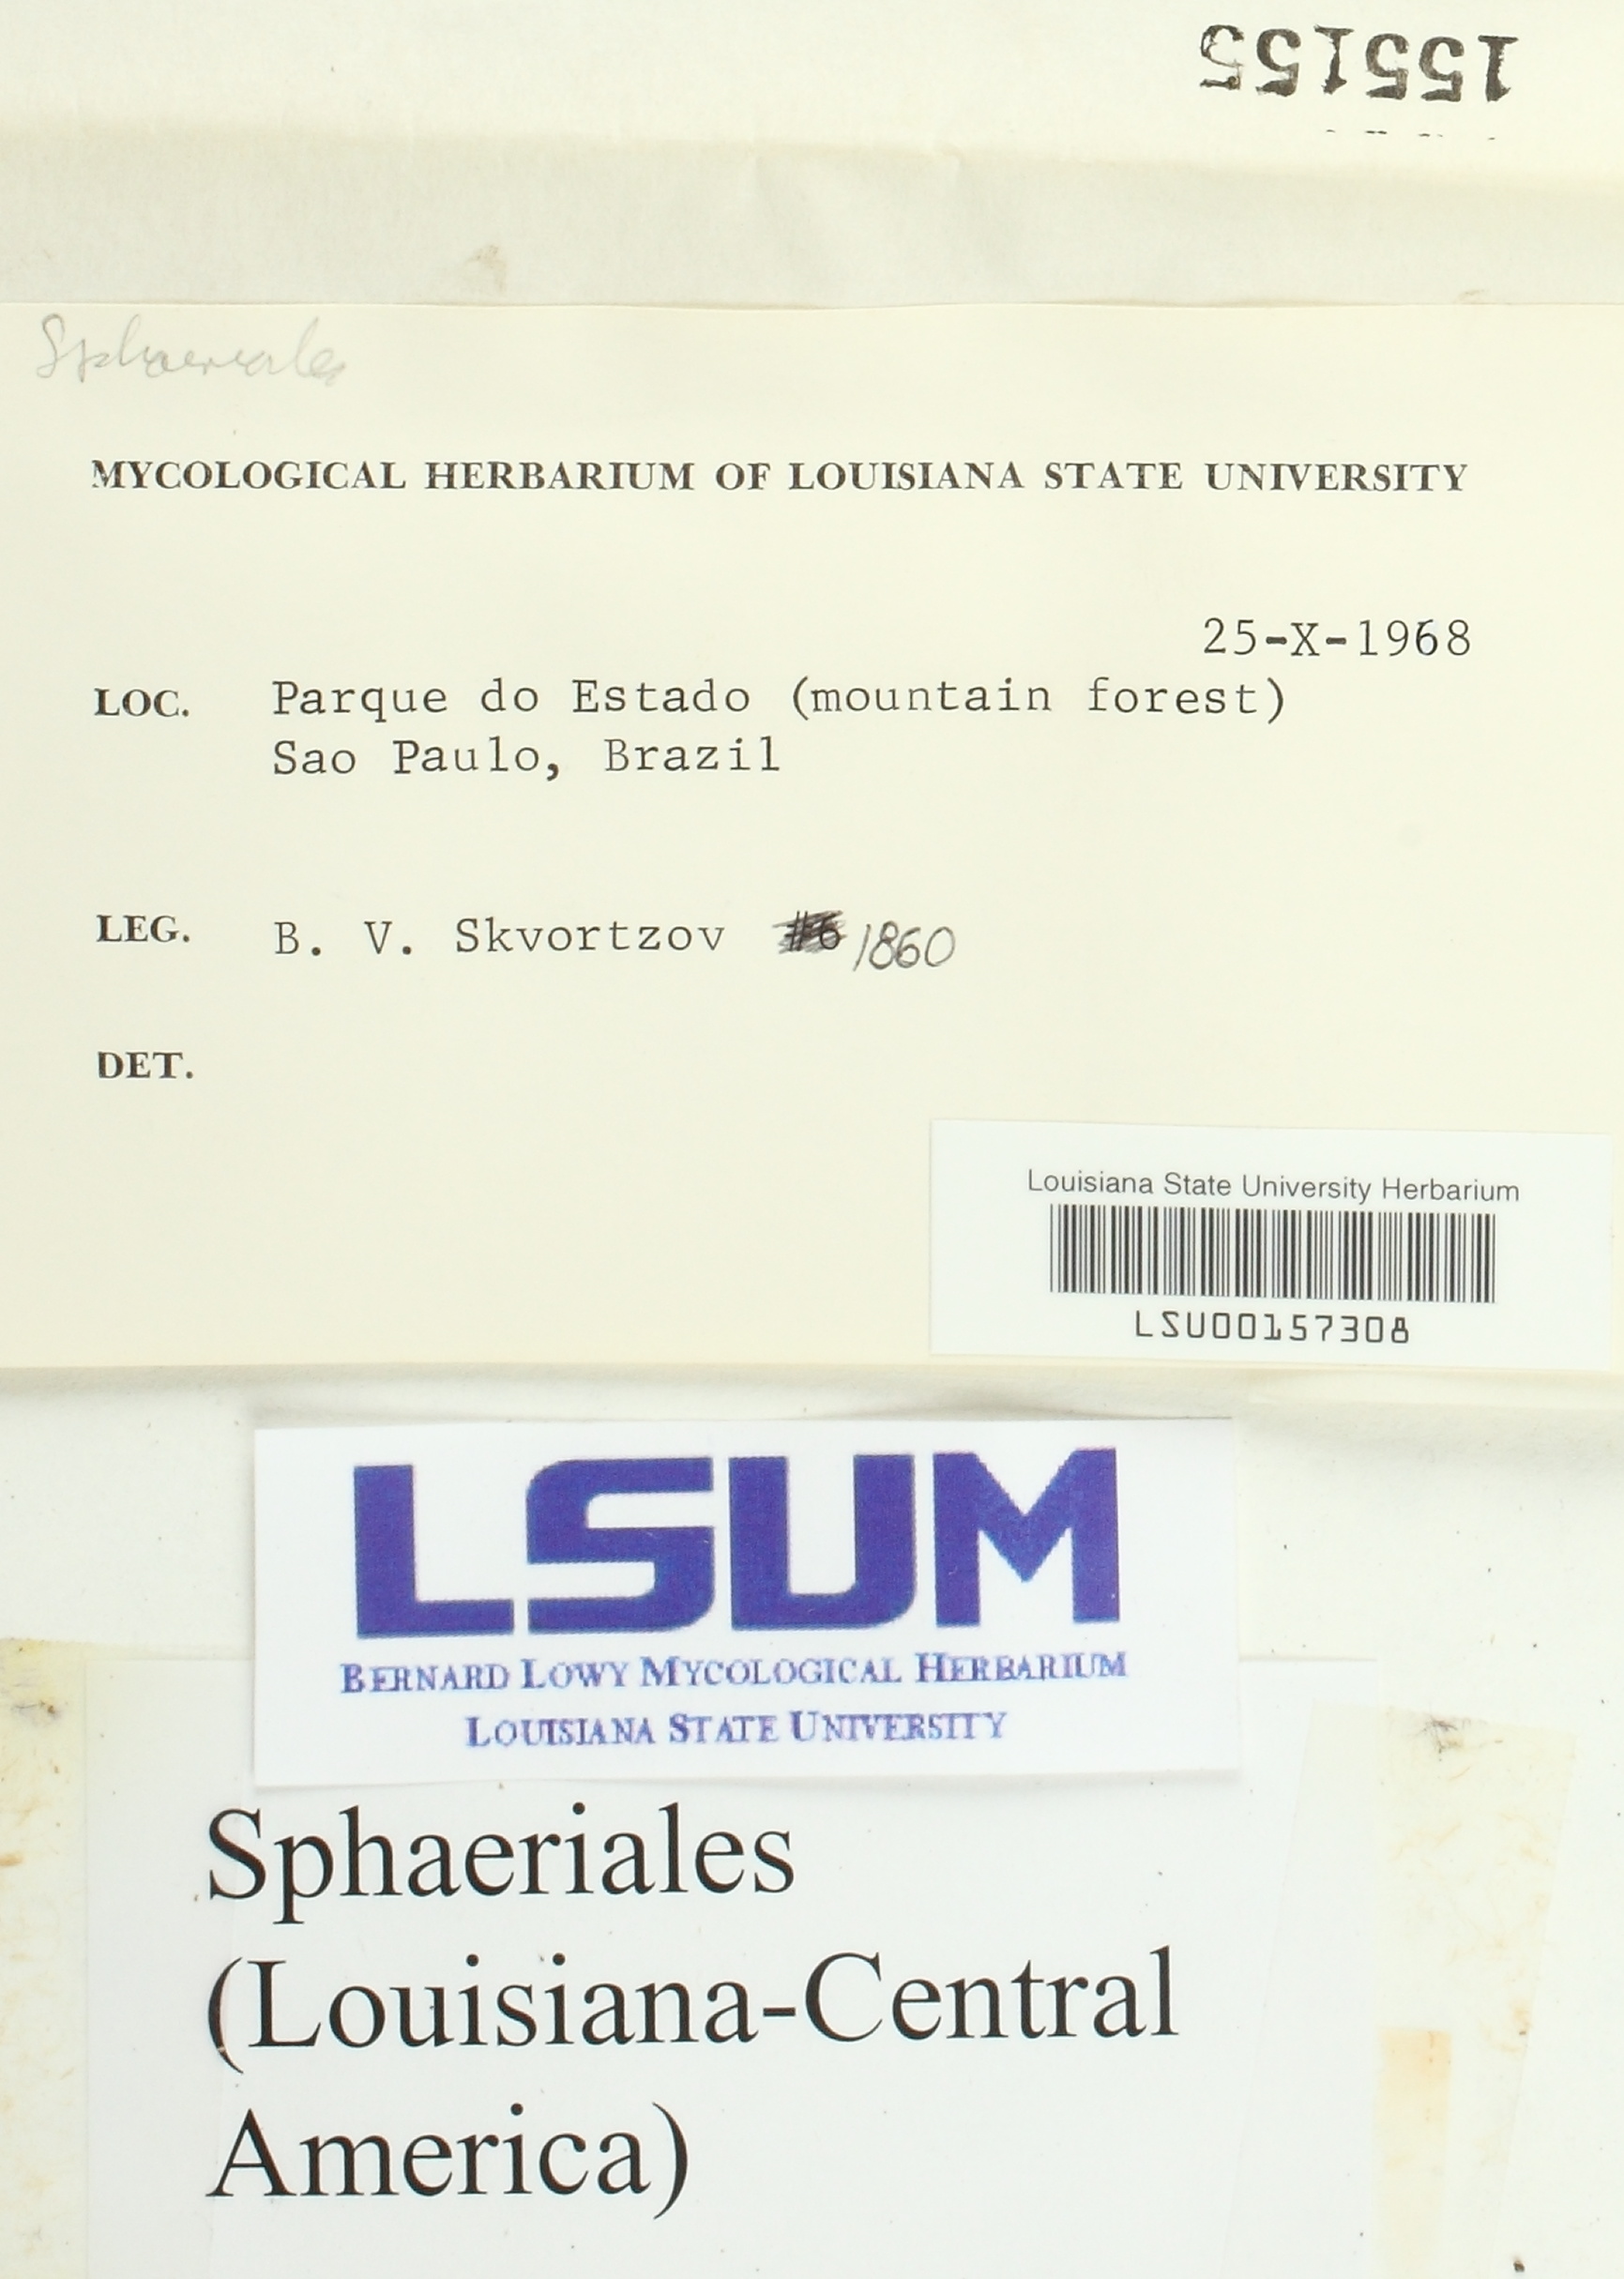 155155
Sphaeriales
MYCOLOGICAL HERBARIUM OF LOUISIANA STATE UNIVERSITY
25-X-1968
LOC. Parque do Estado (mountain forest)
Sao Paulo, Brazil
LEG. B. V. Skvortzov #6 1860
DET.
Louisiana State University Herbarium
LSU00157308
LSUM
BERNARD LOWY MYCOLOGICAL HERBARIUM
LOUISIANA STATE UNIVERSITY
Sphaeriales
(Louisiana-Central
America)